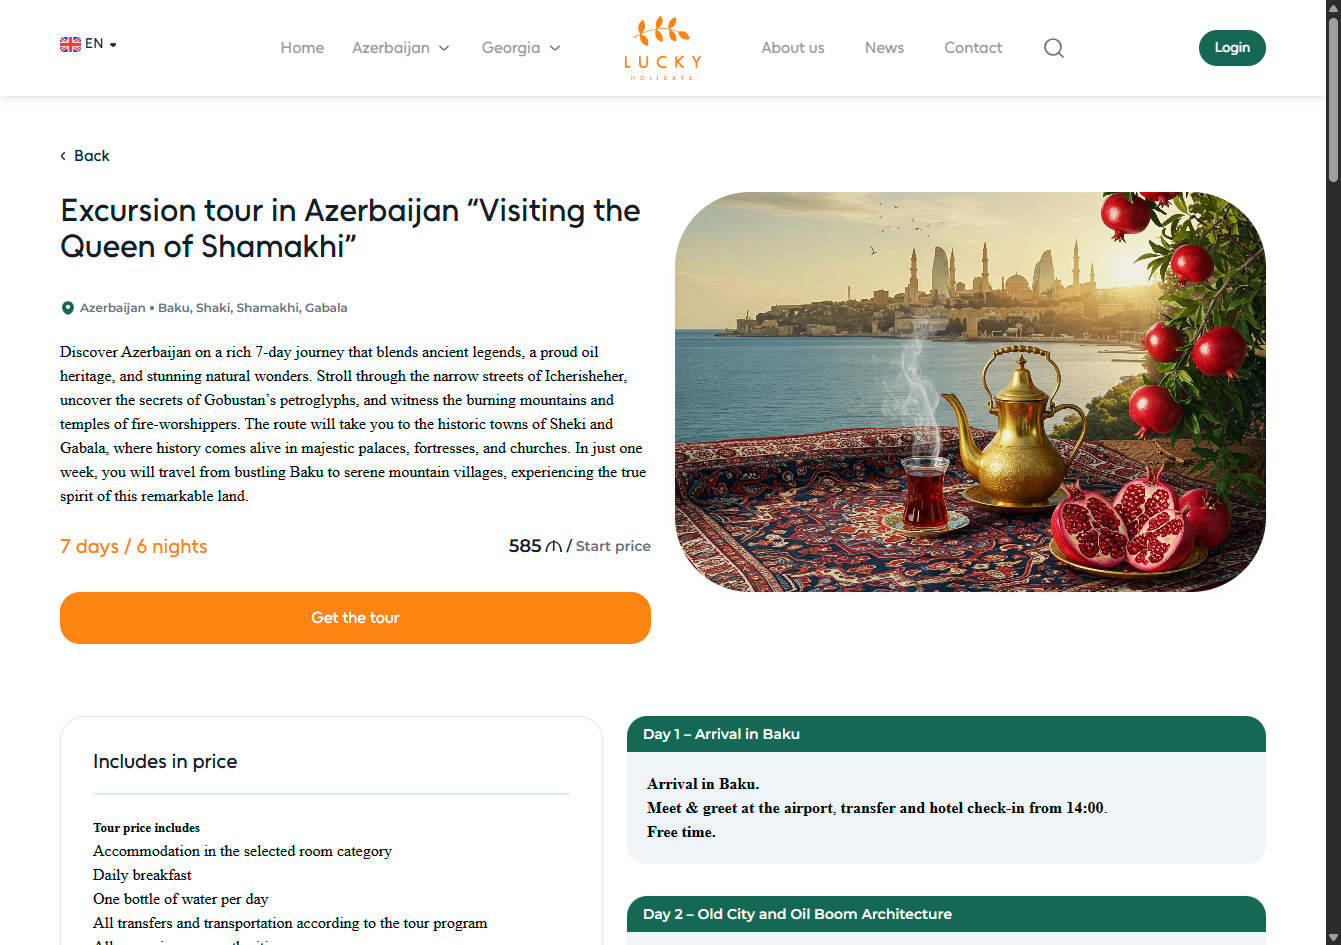 EN
Home
Azerbaijan
Georgia
LUCKY
HOLIDAYS
About us
News
Contact
Login
Back
Excursion tour in Azerbaijan “Visiting the
Queen of Shamakhi”
Azerbaijan • Baku, Shaki, Shamakhi, Gabala
Discover Azerbaijan on a rich 7-day journey that blends ancient legends, a proud oil
heritage, and stunning natural wonders. Stroll through the narrow streets of Icherisheher,
uncover the secrets of Gobustan’s petroglyphs, and witness the burning mountains and
temples of fire-worshippers. The route will take you to the historic towns of Sheki and
Gabala, where history comes alive in majestic palaces, fortresses, and churches. In just one
week, you will travel from bustling Baku to serene mountain villages, experiencing the true
spirit of this remarkable land.
7 days / 6 nights
585 ₼ / Start price
Get the tour
Includes in price
Tour price includes
Accommodation in the selected room category
Daily breakfast
One bottle of water per day
All transfers and transportation according to the tour program
Day 1 – Arrival in Baku
Arrival in Baku.
Meet & greet at the airport, transfer and hotel check-in from 14:00.
Free time.
Day 2 – Old City and Oil Boom Architecture